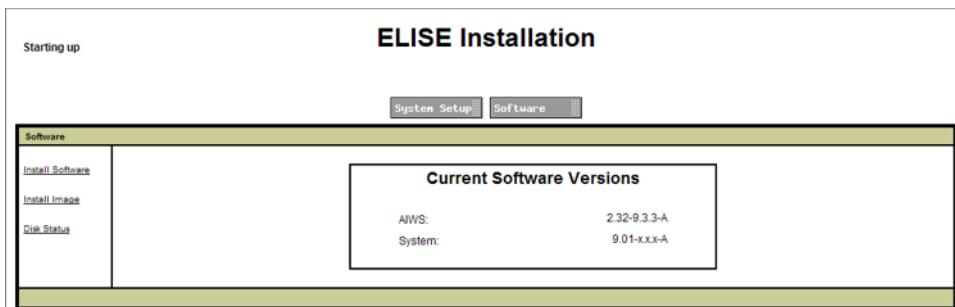 Starting up
ELISE Installation
System Setup
Software
Software
Install Software
Install Image
Disk Status
Current Software Versions
AIWS: 2.32-9.3.3-A
System: 9.01-x.x.x-A